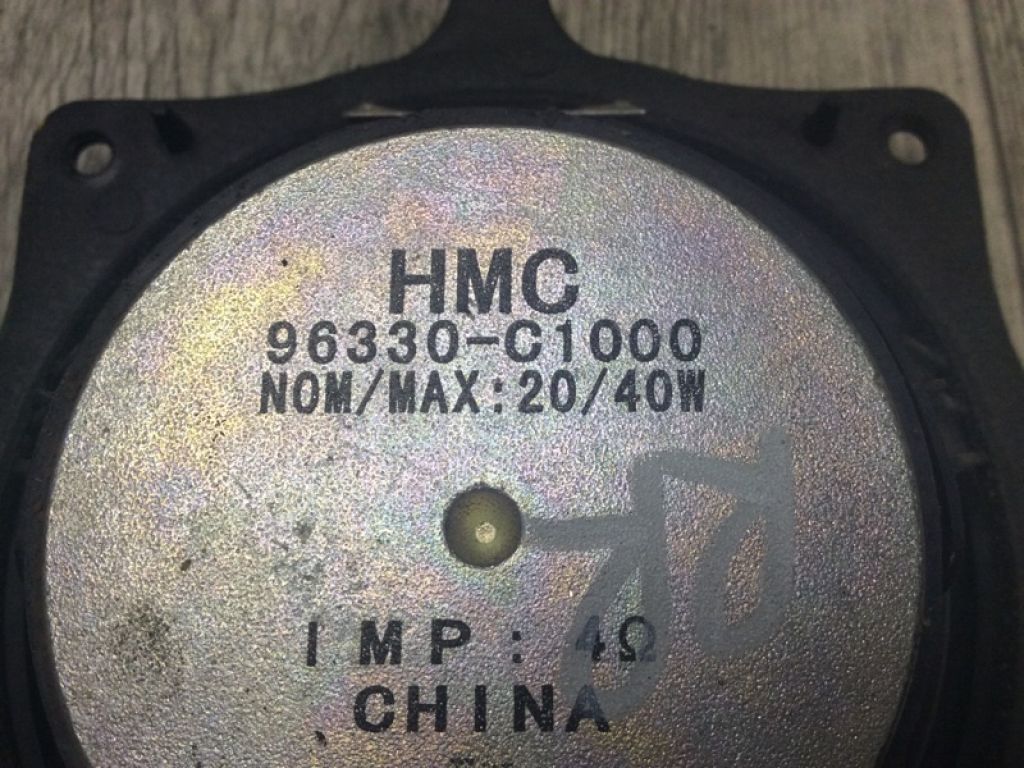 HMC
96330-C1000
NOM/MAX:20/40W
IMP: 4Ω
CHINA